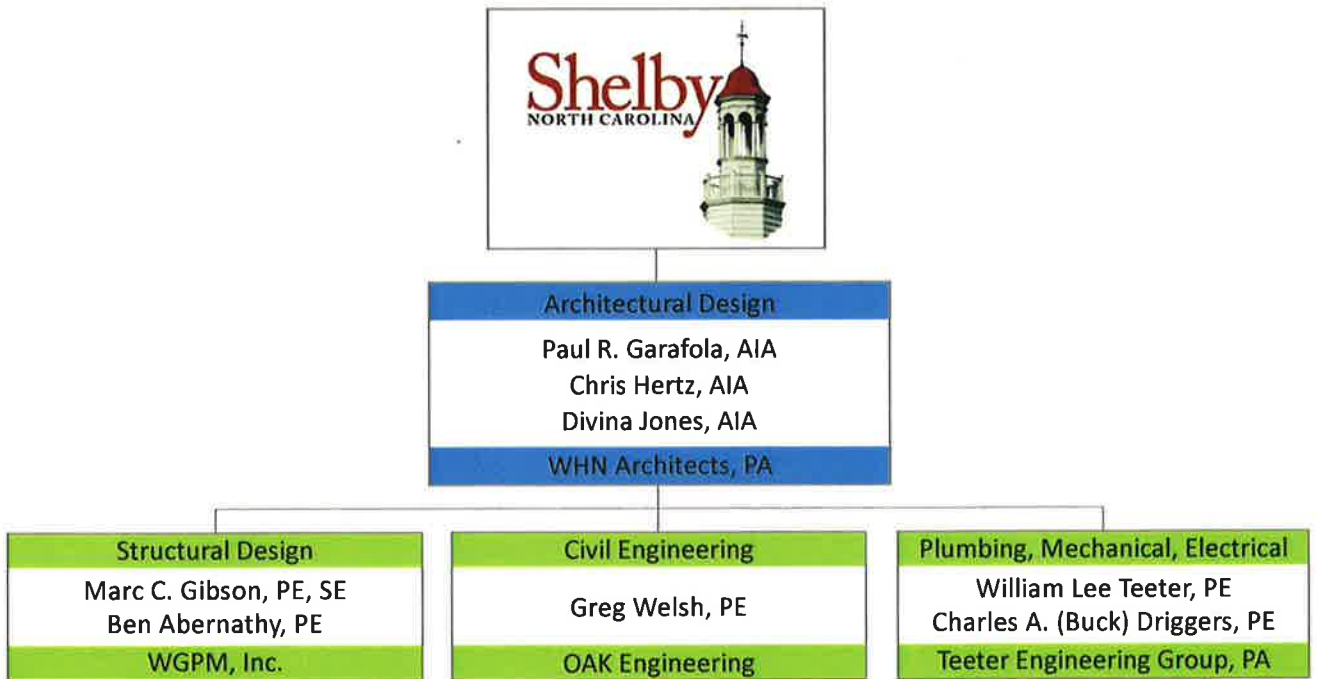 Shelby
NORTH CAROLINA
Architectural Design
Paul R. Garafola, AIA
Chris Hertz, AIA
Divina Jones, AIA
WHN Architects, PA
Structural Design
Marc C. Gibson, PE, SE
Ben Abernathy, PE
WGPM, Inc.
Civil Engineering
Greg Welsh, PE
OAK Engineering
Plumbing, Mechanical, Electrical
William Lee Teeter, PE
Charles A. (Buck) Driggers, PE
Teeter Engineering Group, PA